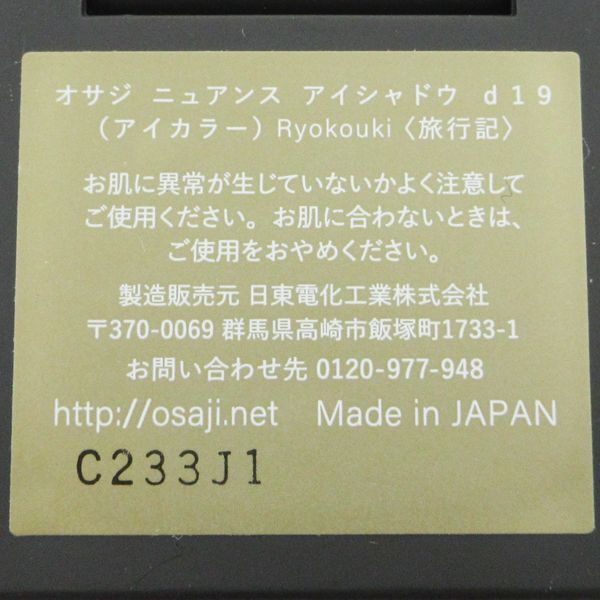 オサジ ニュアンス アイシャドウ d19
（アイカラー）Ryokouki〈旅行記〉
お肌に異常が生じていないかよく注意して
ご使用ください。お肌に合わないときは、
ご使用をおやめください。
製造販売元 日東電化工業株式会社
〒370-0069 群馬県高崎市飯塚町1733-1
お問い合わせ先 0120-977-948
http://osaji.net Made in JAPAN
C233J1